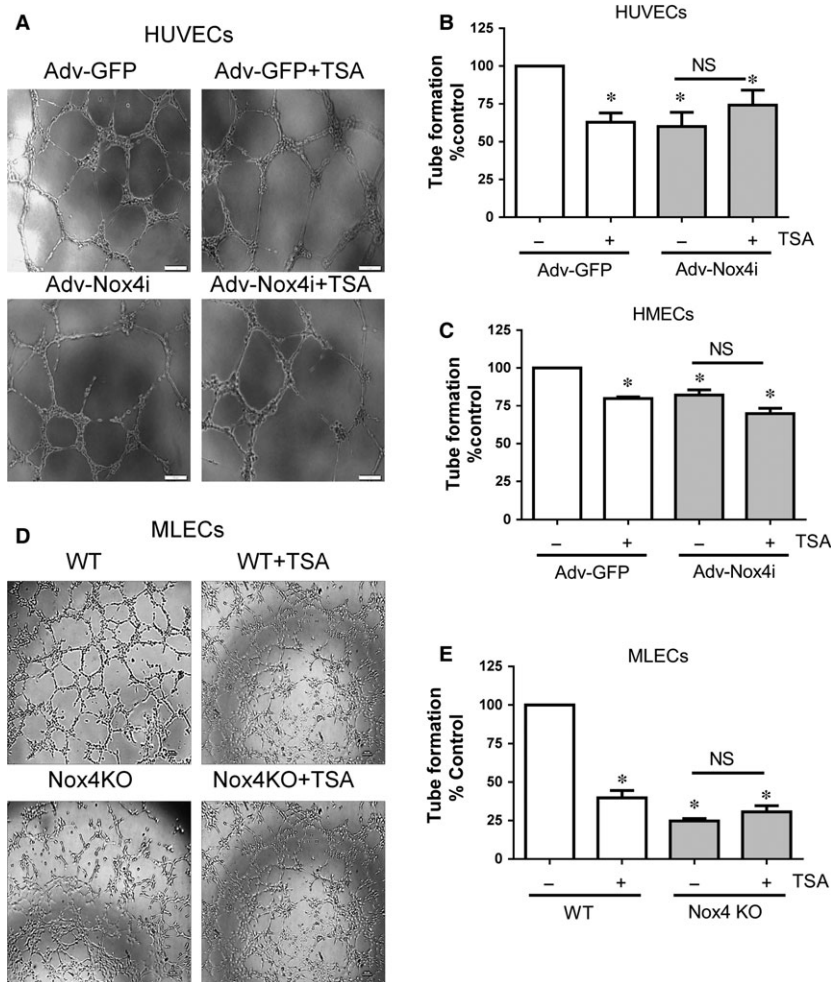 A
HUVECs
Adv-GFP
Adv-GFP+TSA
Adv-Nox4i
Adv-Nox4i+TSA
B
HUVECs
Tube formation
%control
125
100
75
50
25
0
*
*
NS
*
–
+
–
+
TSA
Adv-GFP
Adv-Nox4i
C
HMECs
Tube formation
%control
125
100
75
50
25
0
*
*
NS
*
–
+
–
+
TSA
Adv-GFP
Adv-Nox4i
D
MLECs
WT
WT+TSA
Nox4KO
Nox4KO+TSA
E
MLECs
Tube formation
% Control
125
100
75
50
25
0
*
*
NS
*
–
+
–
+
TSA
WT
Nox4 KO